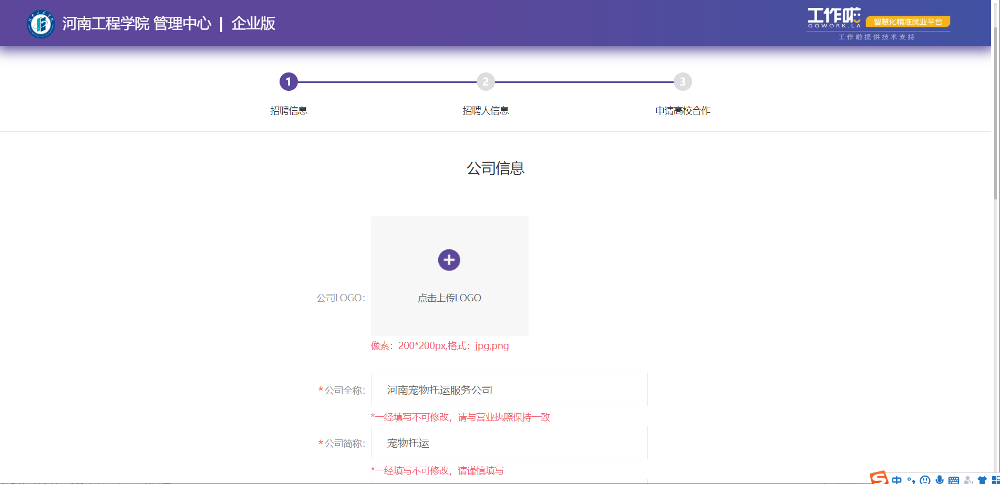 河南工程学院 管理中心 | 企业版
工作啦
GOWORK.LA
智慧化精准就业平台
工作啦提供技术支持
1
2
3
招聘信息
招聘人信息
申请高校合作
公司信息
公司LOGO：
点击上传LOGO
像素：200*200px,格式：jpg,png
*公司全称：
河南宠物托运服务公司
*一经填写不可修改，请与营业执照保持一致
*公司简称：
宠物托运
*一经填写不可修改，请谨慎填写
中